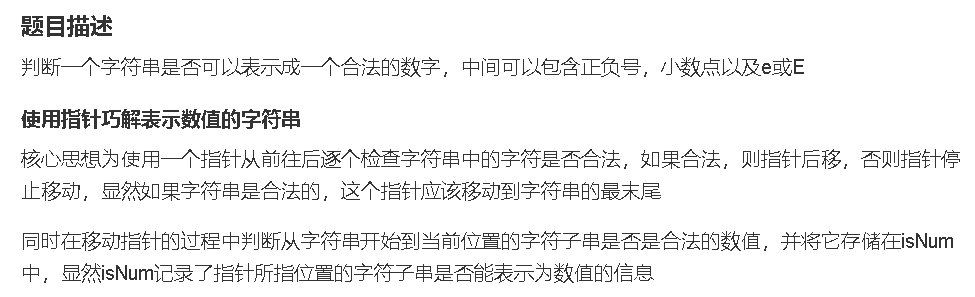 题目描述
判断一个字符串是否可以表示成一个合法的数字，中间可以包含正负号，小数点以及e或E
使用指针巧解表示数值的字符串
核心思想为使用一个指针从前往后逐个检查字符串中的字符是否合法，如果合法，则指针后移，否则指针停
止移动，显然如果字符串是合法的，这个指针应该移动到字符串的最末尾
同时在移动指针的过程中判断从字符串开始到当前位置的字符子串是否是合法的数值，并将它存储在isNum
中，显然isNum记录了指针所指位置的字符子串是否能表示为数值的信息